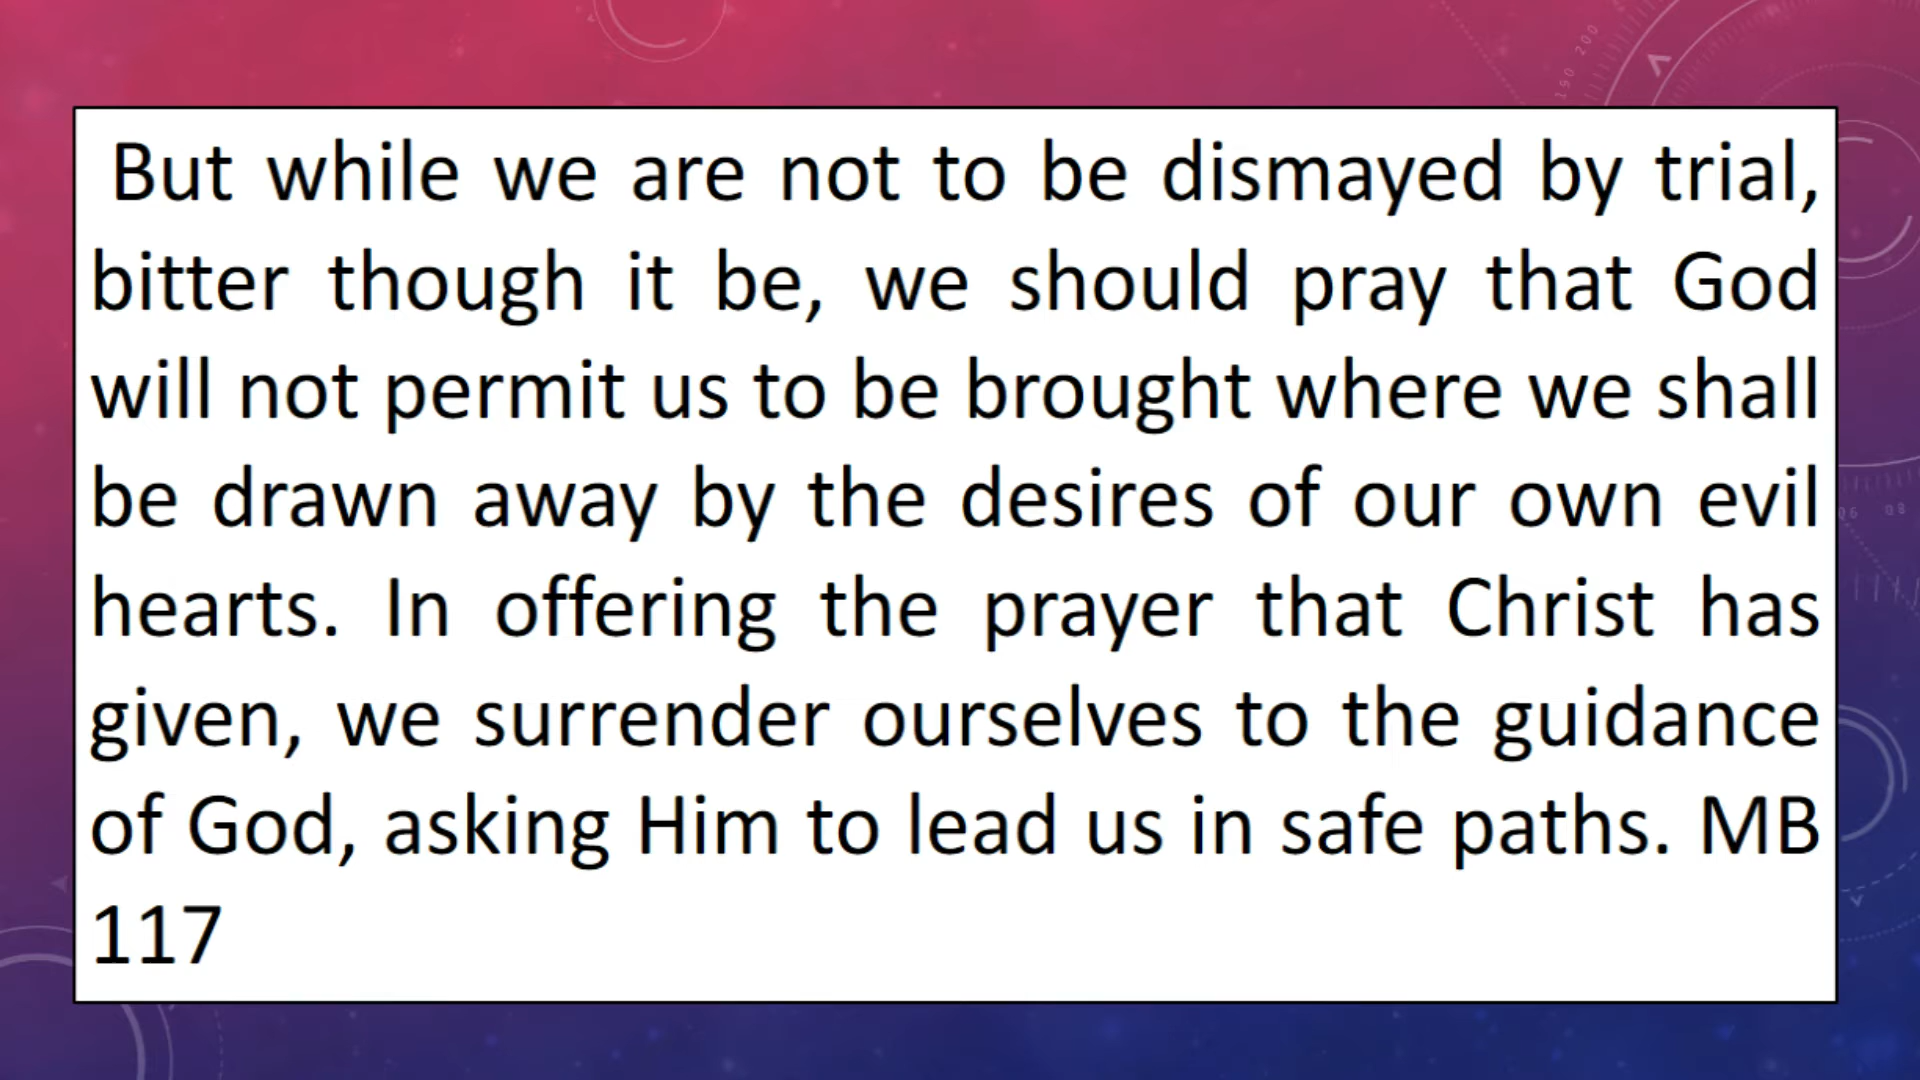 But while we are not to be dismayed by trial,
bitter though it be, we should pray that God
will not permit us to be brought where we shall
be drawn away by the desires of our own evil
hearts. In offering the prayer that Christ has
given, we surrender ourselves to the guidance
of God, asking Him to lead us in safe paths. MB
117